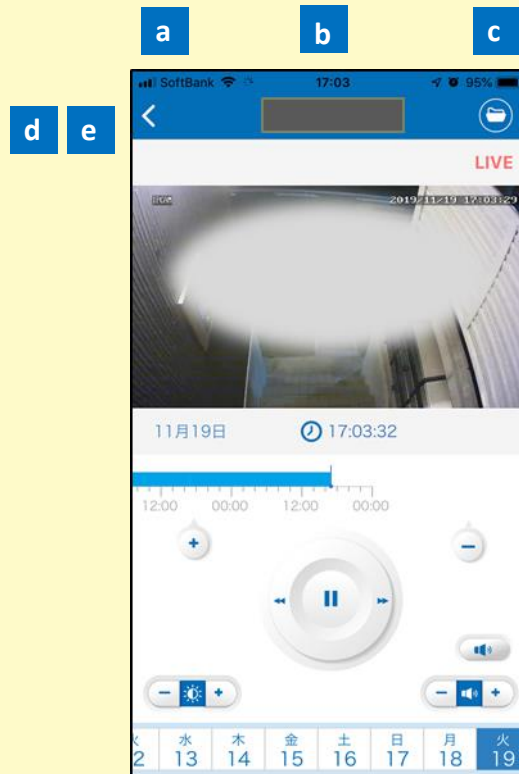 a b c
SoftBank 17:03 95%
d e
LIVE
2019/11/19 17:03:29
11月19日 17:03:32
12:00 00:00 12:00 00:00
+ −
− + − +
水 木 金 土 日 月 火
2 13 14 15 16 17 18 19